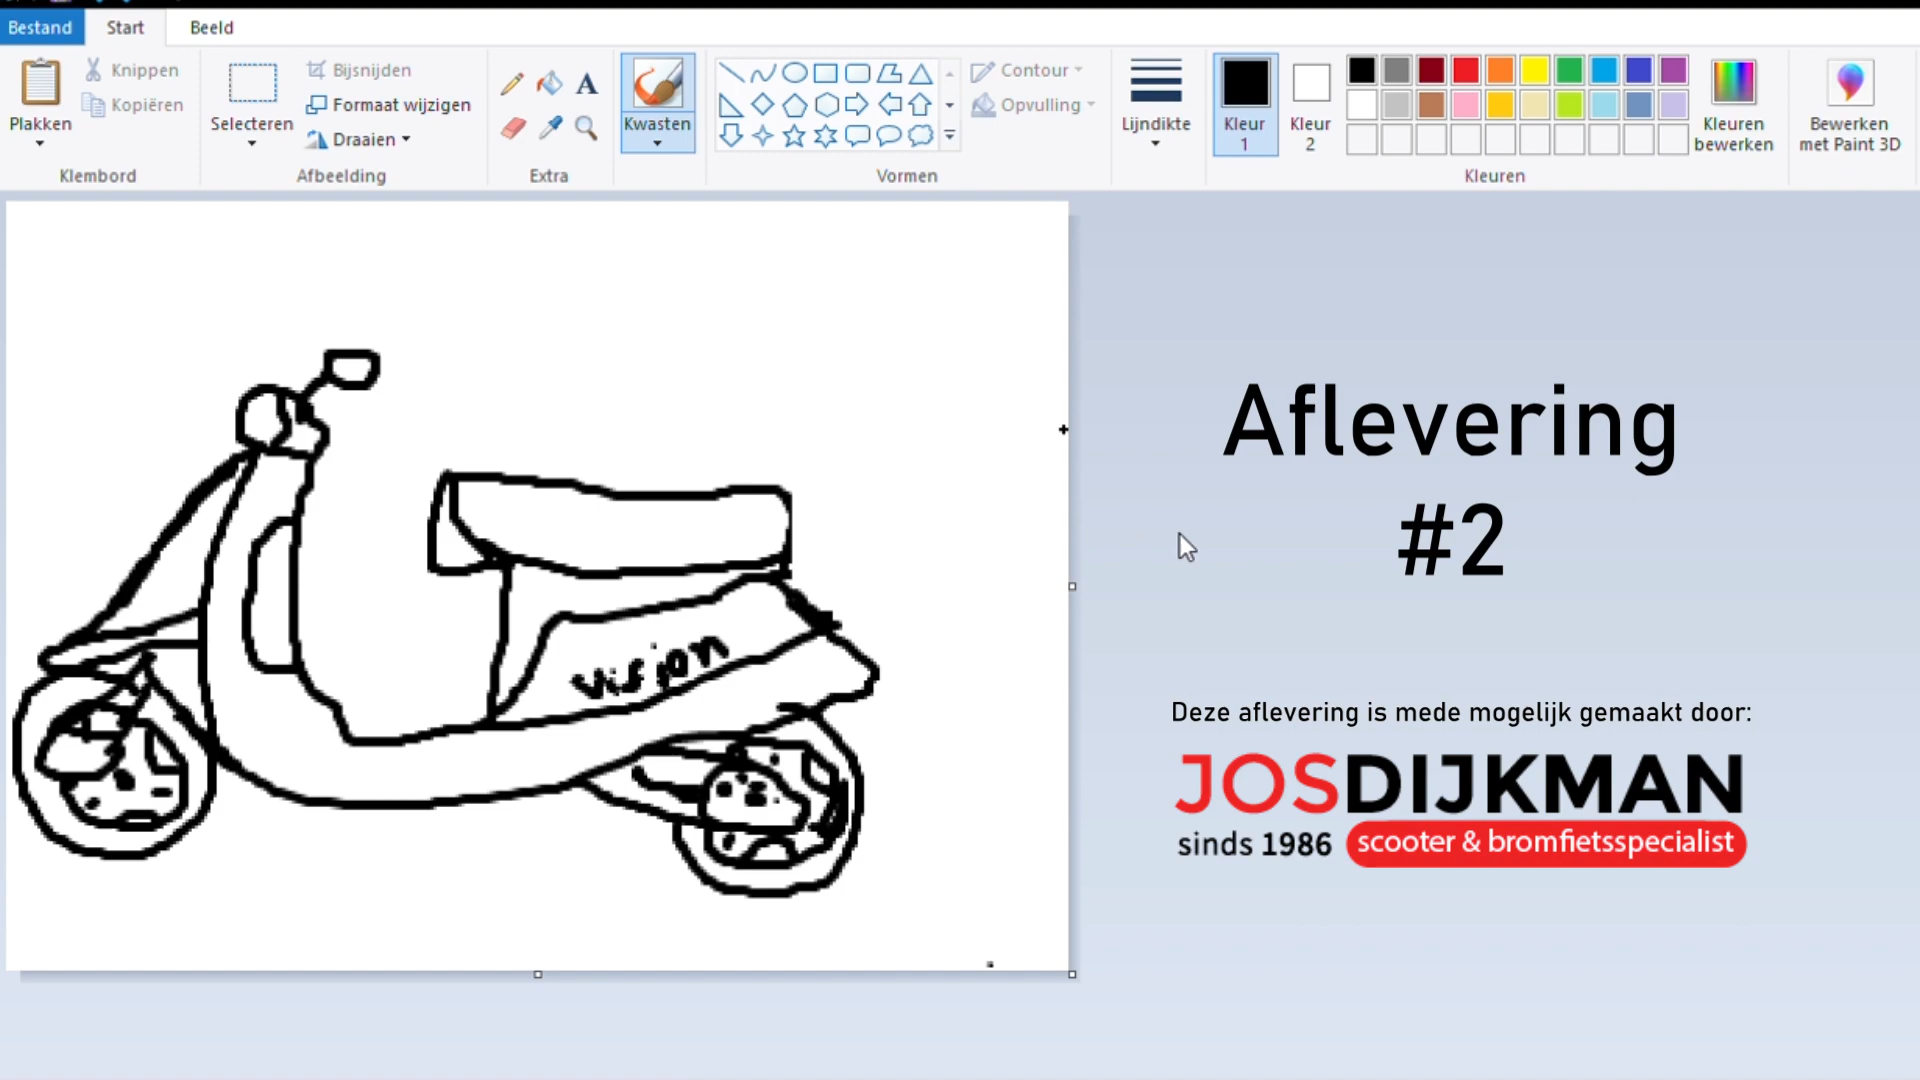 Bestand Start Beeld
Knippen Bijsnijden Contour
Kopiëren Formaat wijzigen Opvulling
Plakken Selecteren Draaien Kwasten Lijndikte Kleur 1 Kleur 2 Kleuren bewerken Bewerken met Paint 3D
Klembord Afbeelding Extra Vormen Kleuren
Aflevering
#2
Vision
Deze aflevering is mede mogelijk gemaakt door:
JOSDIJKMAN
sinds 1986 scooter & bromfietsspecialist